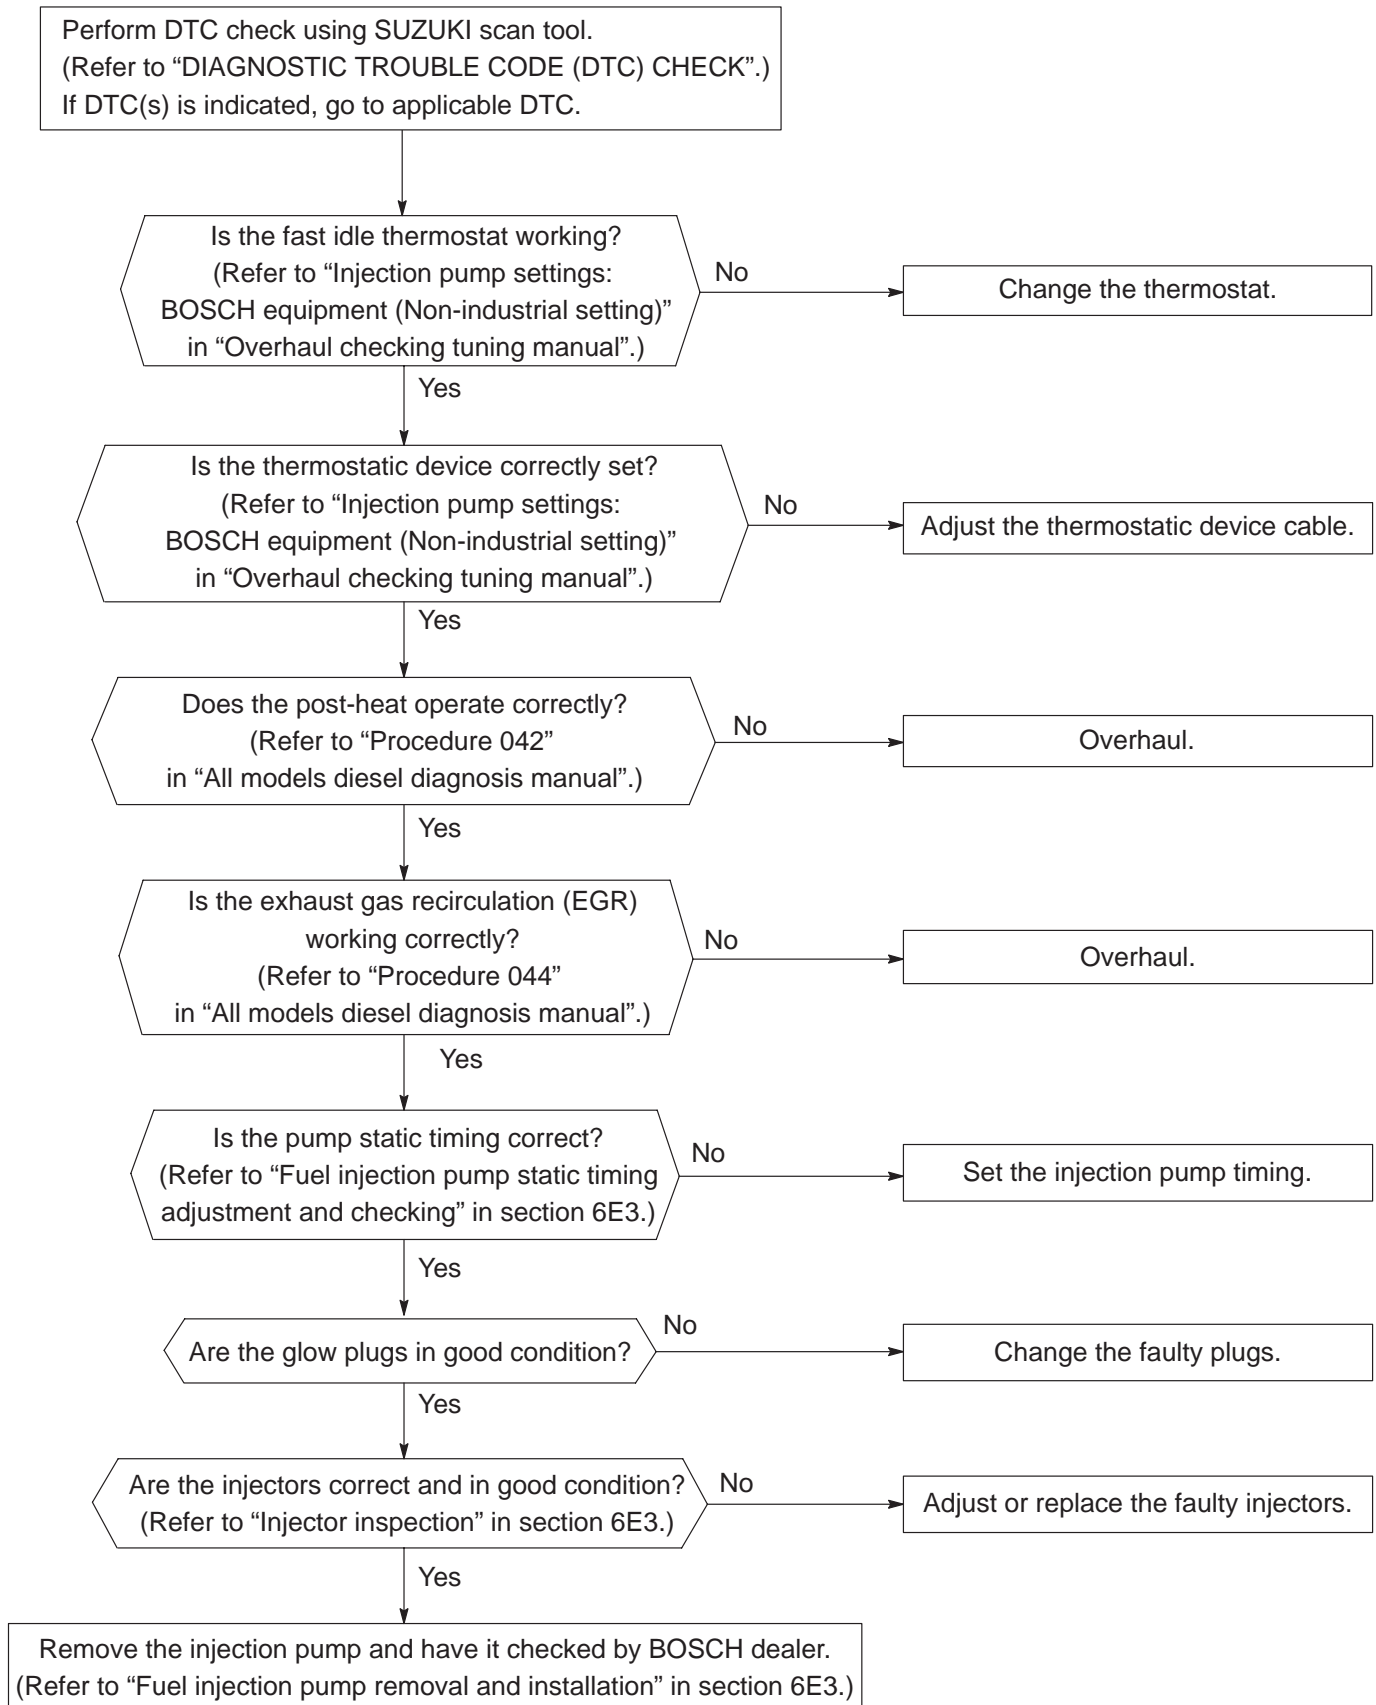 Perform DTC check using SUZUKI scan tool.
(Refer to “DIAGNOSTIC TROUBLE CODE (DTC) CHECK”.)
If DTC(s) is indicated, go to applicable DTC.
Is the fast idle thermostat working?
(Refer to “Injection pump settings:
BOSCH equipment (Non-industrial setting)”
in “Overhaul checking tuning manual”.)
No
Change the thermostat.
Yes
Is the thermostatic device correctly set?
(Refer to “Injection pump settings:
BOSCH equipment (Non-industrial setting)”
in “Overhaul checking tuning manual”.)
No
Adjust the thermostatic device cable.
Yes
Does the post-heat operate correctly?
(Refer to “Procedure 042”
in “All models diesel diagnosis manual”.)
No
Overhaul.
Yes
Is the exhaust gas recirculation (EGR)
working correctly?
(Refer to “Procedure 044”
in “All models diesel diagnosis manual”.)
No
Overhaul.
Yes
Is the pump static timing correct?
(Refer to “Fuel injection pump static timing
adjustment and checking” in section 6E3.)
No
Set the injection pump timing.
Yes
Are the glow plugs in good condition?
No
Change the faulty plugs.
Yes
Are the injectors correct and in good condition?
(Refer to “Injector inspection” in section 6E3.)
No
Adjust or replace the faulty injectors.
Yes
Remove the injection pump and have it checked by BOSCH dealer.
(Refer to “Fuel injection pump removal and installation” in section 6E3.)